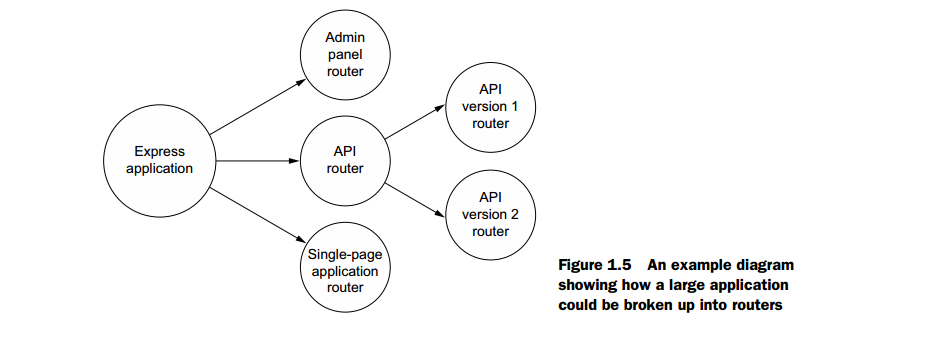 Admin
panel
router
API
version 1
router
Express
application
API
router
API
version 2
router
Single-page
application
router
Figure 1.5 An example diagram
showing how a large application
could be broken up into routers